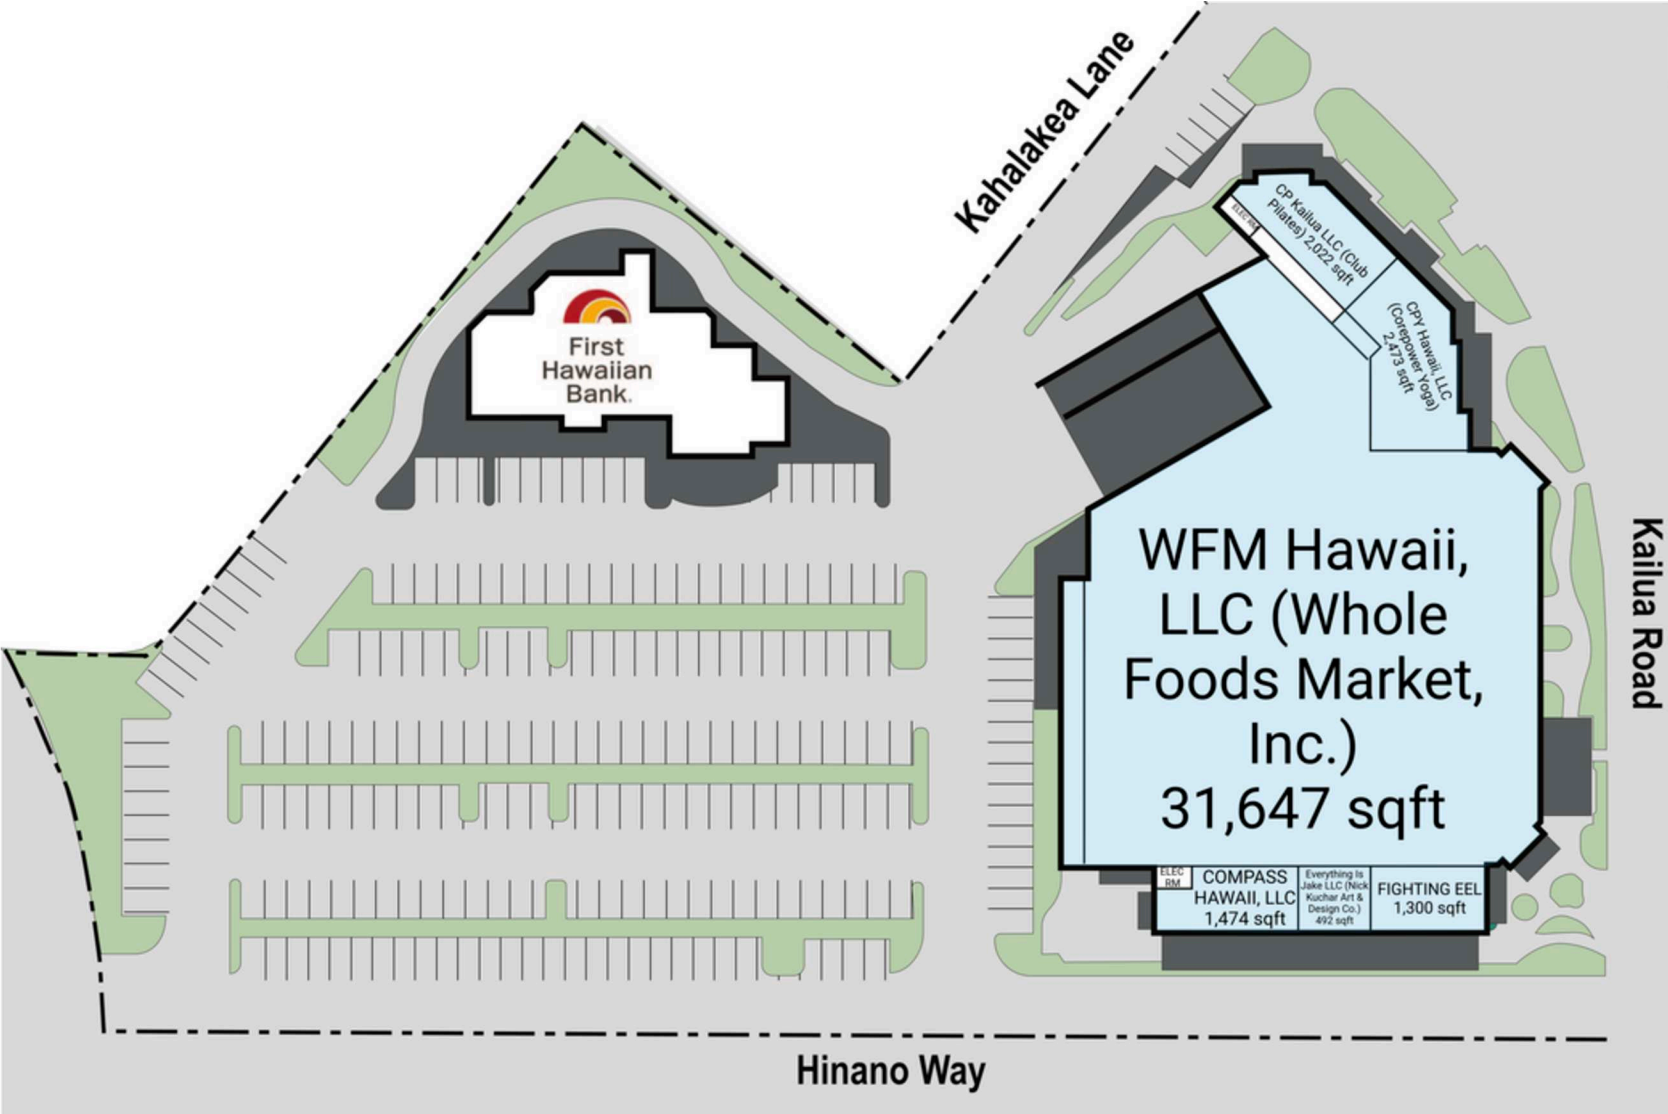 Kahalakea Lane
First
Hawaiian
Bank.
ELEC RM
CP Kailua LLC (Club
Pilates) 2,022 sqft
CPY Hawaii, LLC
(Corepower Yoga)
2,473 sqft
WFM Hawaii,
LLC (Whole
Foods Market,
Inc.)
31,647 sqft
Kailua Road
ELEC
RM
COMPASS
HAWAII, LLC
1,474 sqft
Everything Is
Jake LLC (Nick
Kuchar Art &
Design Co.)
492 sqft
FIGHTING EEL
1,300 sqft
Hinano Way